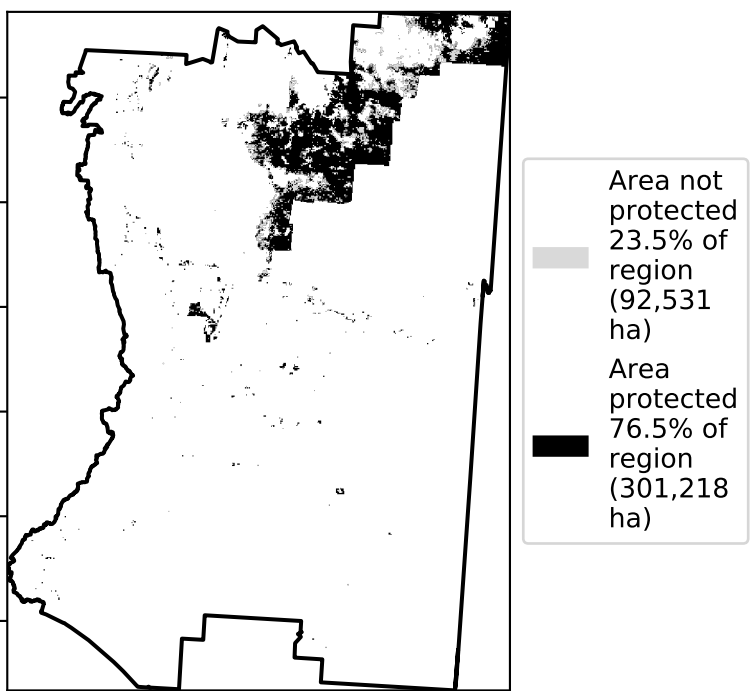 Area not
protected
23.5% of
region
(92,531
ha)
Area
protected
76.5% of
region
(301,218
ha)